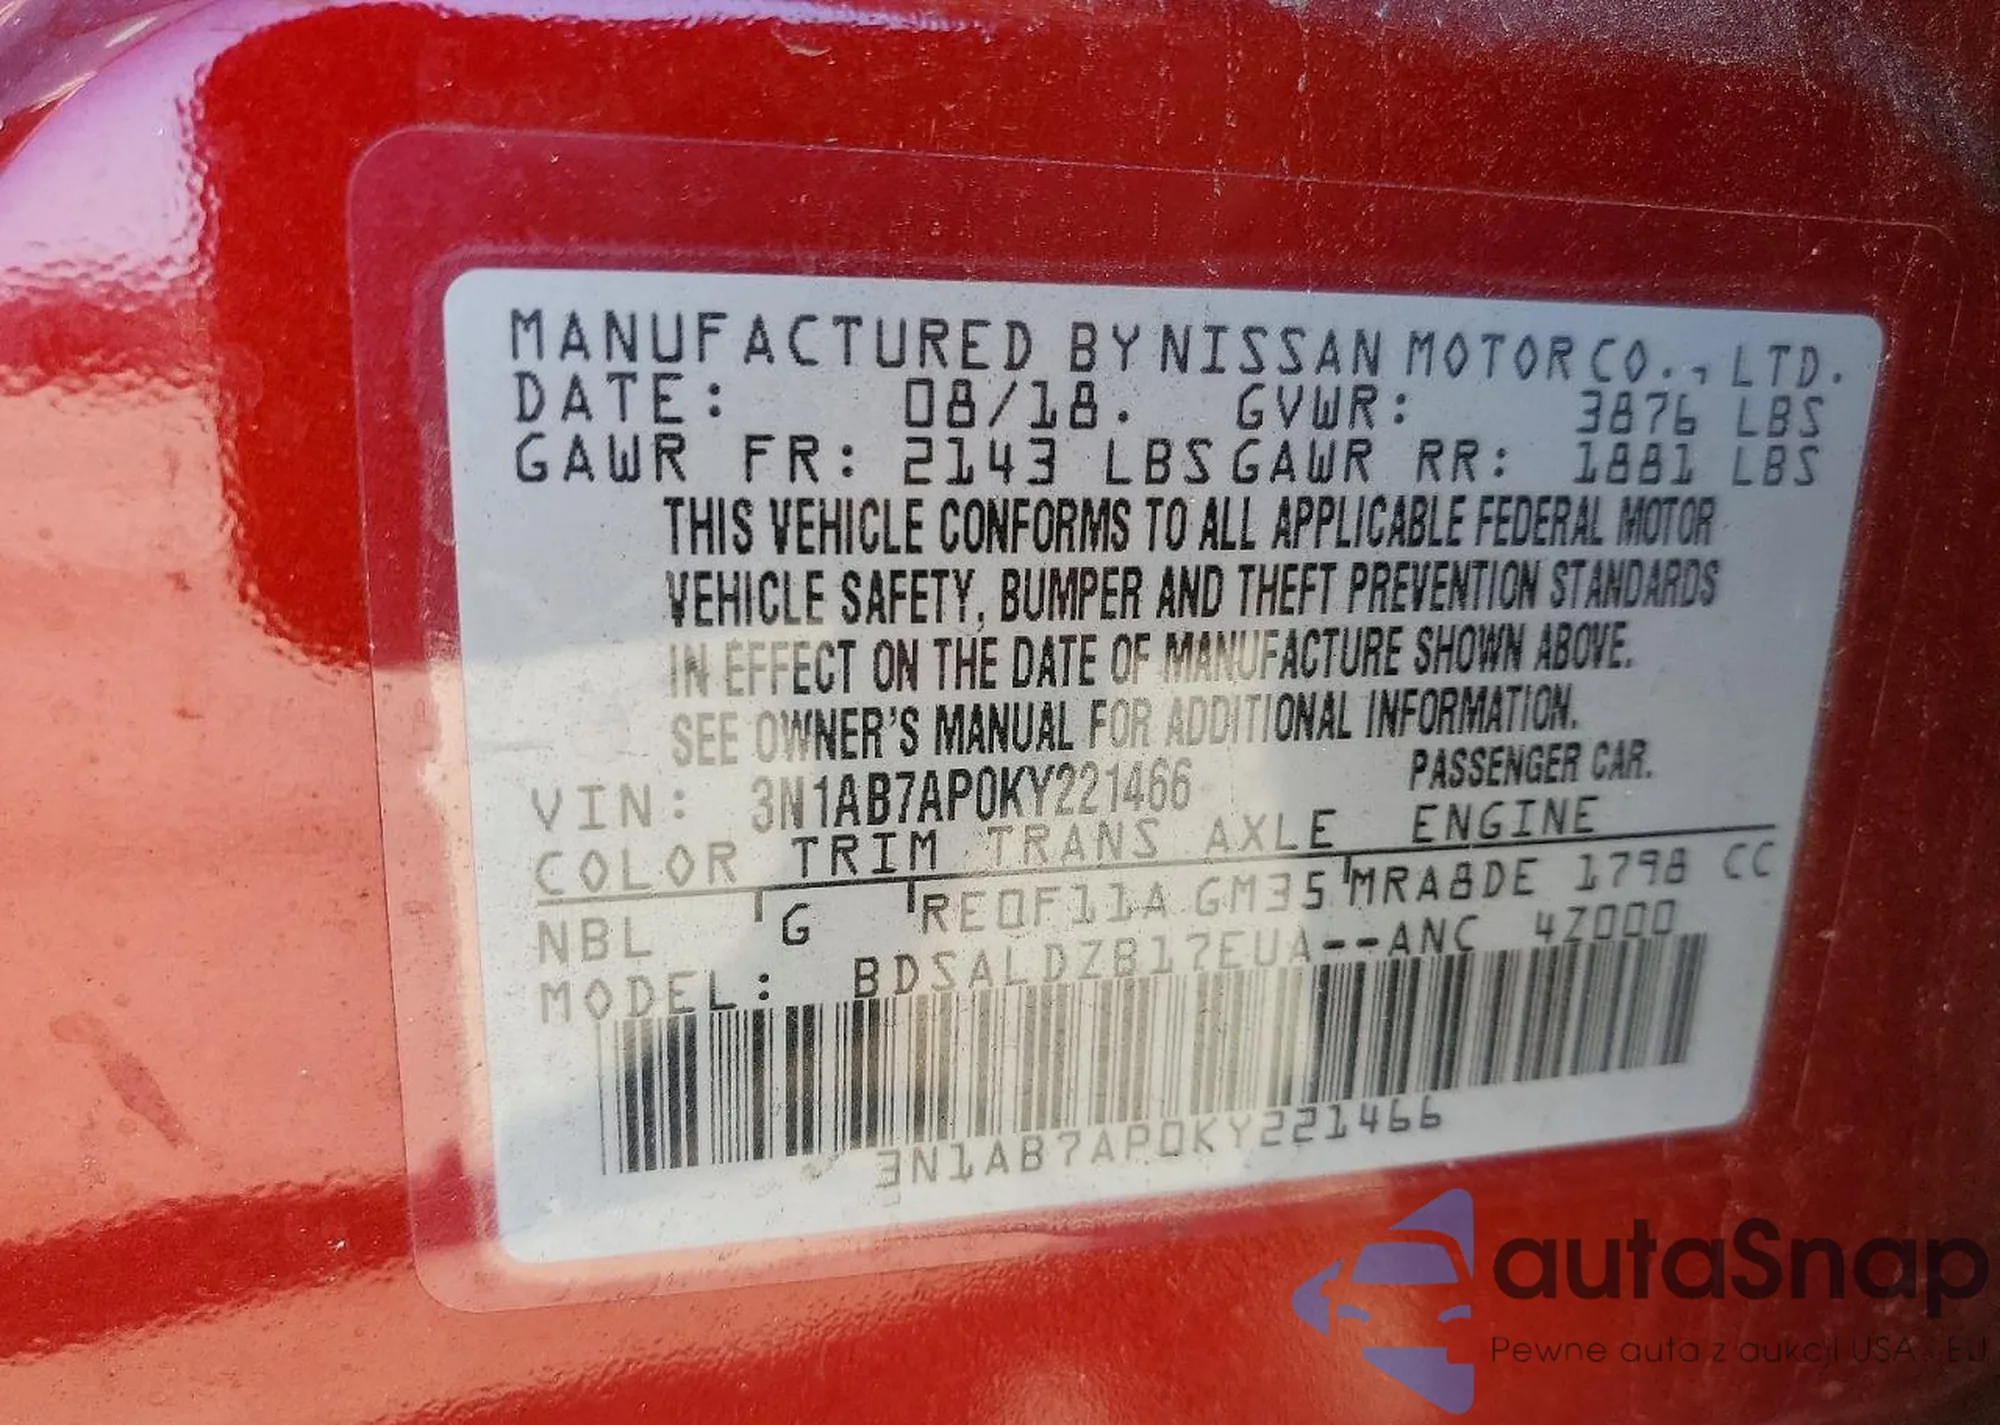 MANUFACTURED BY NISSAN MOTOR CO., LTD.
DATE: 08/18. GVWR: 3876 LBS
GAWR FR: 2143 LBS GAWR RR: 1881 LBS
THIS VEHICLE CONFORMS TO ALL APPLICABLE FEDERAL MOTOR
VEHICLE SAFETY, BUMPER AND THEFT PREVENTION STANDARDS
IN EFFECT ON THE DATE OF MANUFACTURE SHOWN ABOVE.
SEE OWNER'S MANUAL FOR ADDITIONAL INFORMATION.
VIN: 3N1AB7AP0KY221466 PASSENGER CAR.
COLOR TRIM TRANS AXLE ENGINE
NBL G RE0F11A GM35 MRA8DE 1798 CC
MODEL: BDSALDZB17EUA--ANC 4Z000
3N1AB7AP0KY221466
autaSnap
Pewne auta z aukcji USA i EU